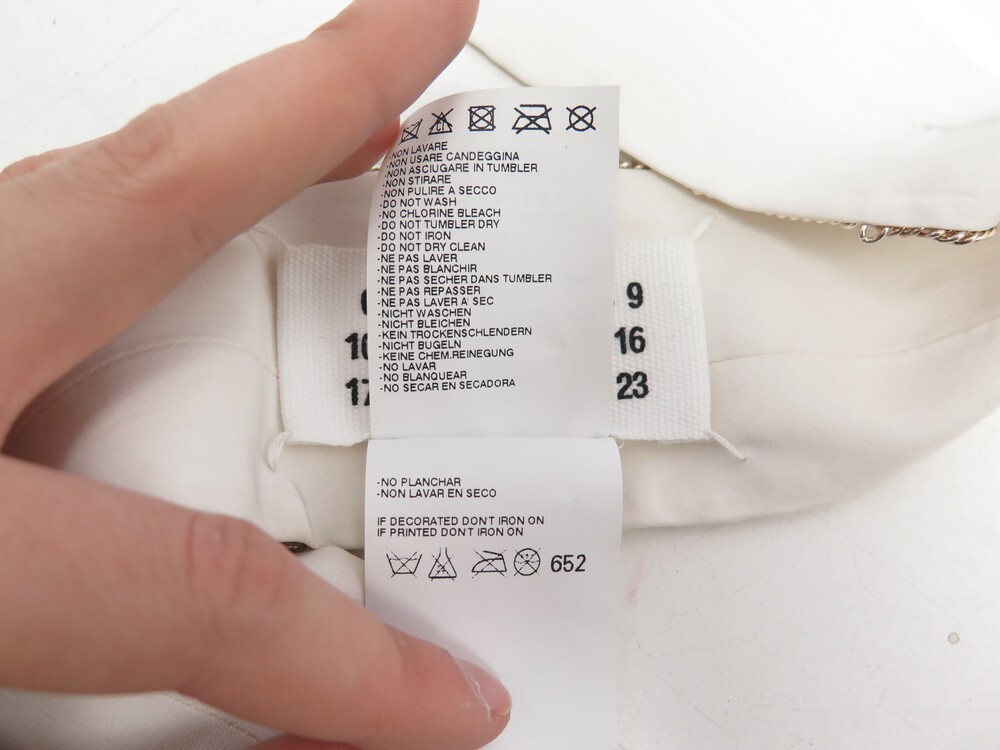 -NON LAVARE
-NON USARE CANDEGGINA
-NON ASCIUGARE IN TUMBLER
-NON STIRARE
-NON PULIRE A SECCO
-DO NOT WASH
-NO CHLORINE BLEACH
-DO NOT TUMBLER DRY
-DO NOT IRON
-DO NOT DRY CLEAN
-NE PAS LAVER
-NE PAS BLANCHIR
-NE PAS SECHER DANS TUMBLER
-NE PAS REPASSER
-NE PAS LAVER A' SEC
-NICHT WASCHEN
-NICHT BLEICHEN
-KEIN TROCKENSCHLENDERN
-NICHT BUGELN
-KEINE CHEM.REINEGUNG
-NO LAVAR
-NO BLANQUEAR
-NO SECAR EN SECADORA
9
16
17 23
-NO PLANCHAR
-NON LAVAR EN SECO
IF DECORATED DON'T IRON ON
IF PRINTED DON'T IRON ON
652